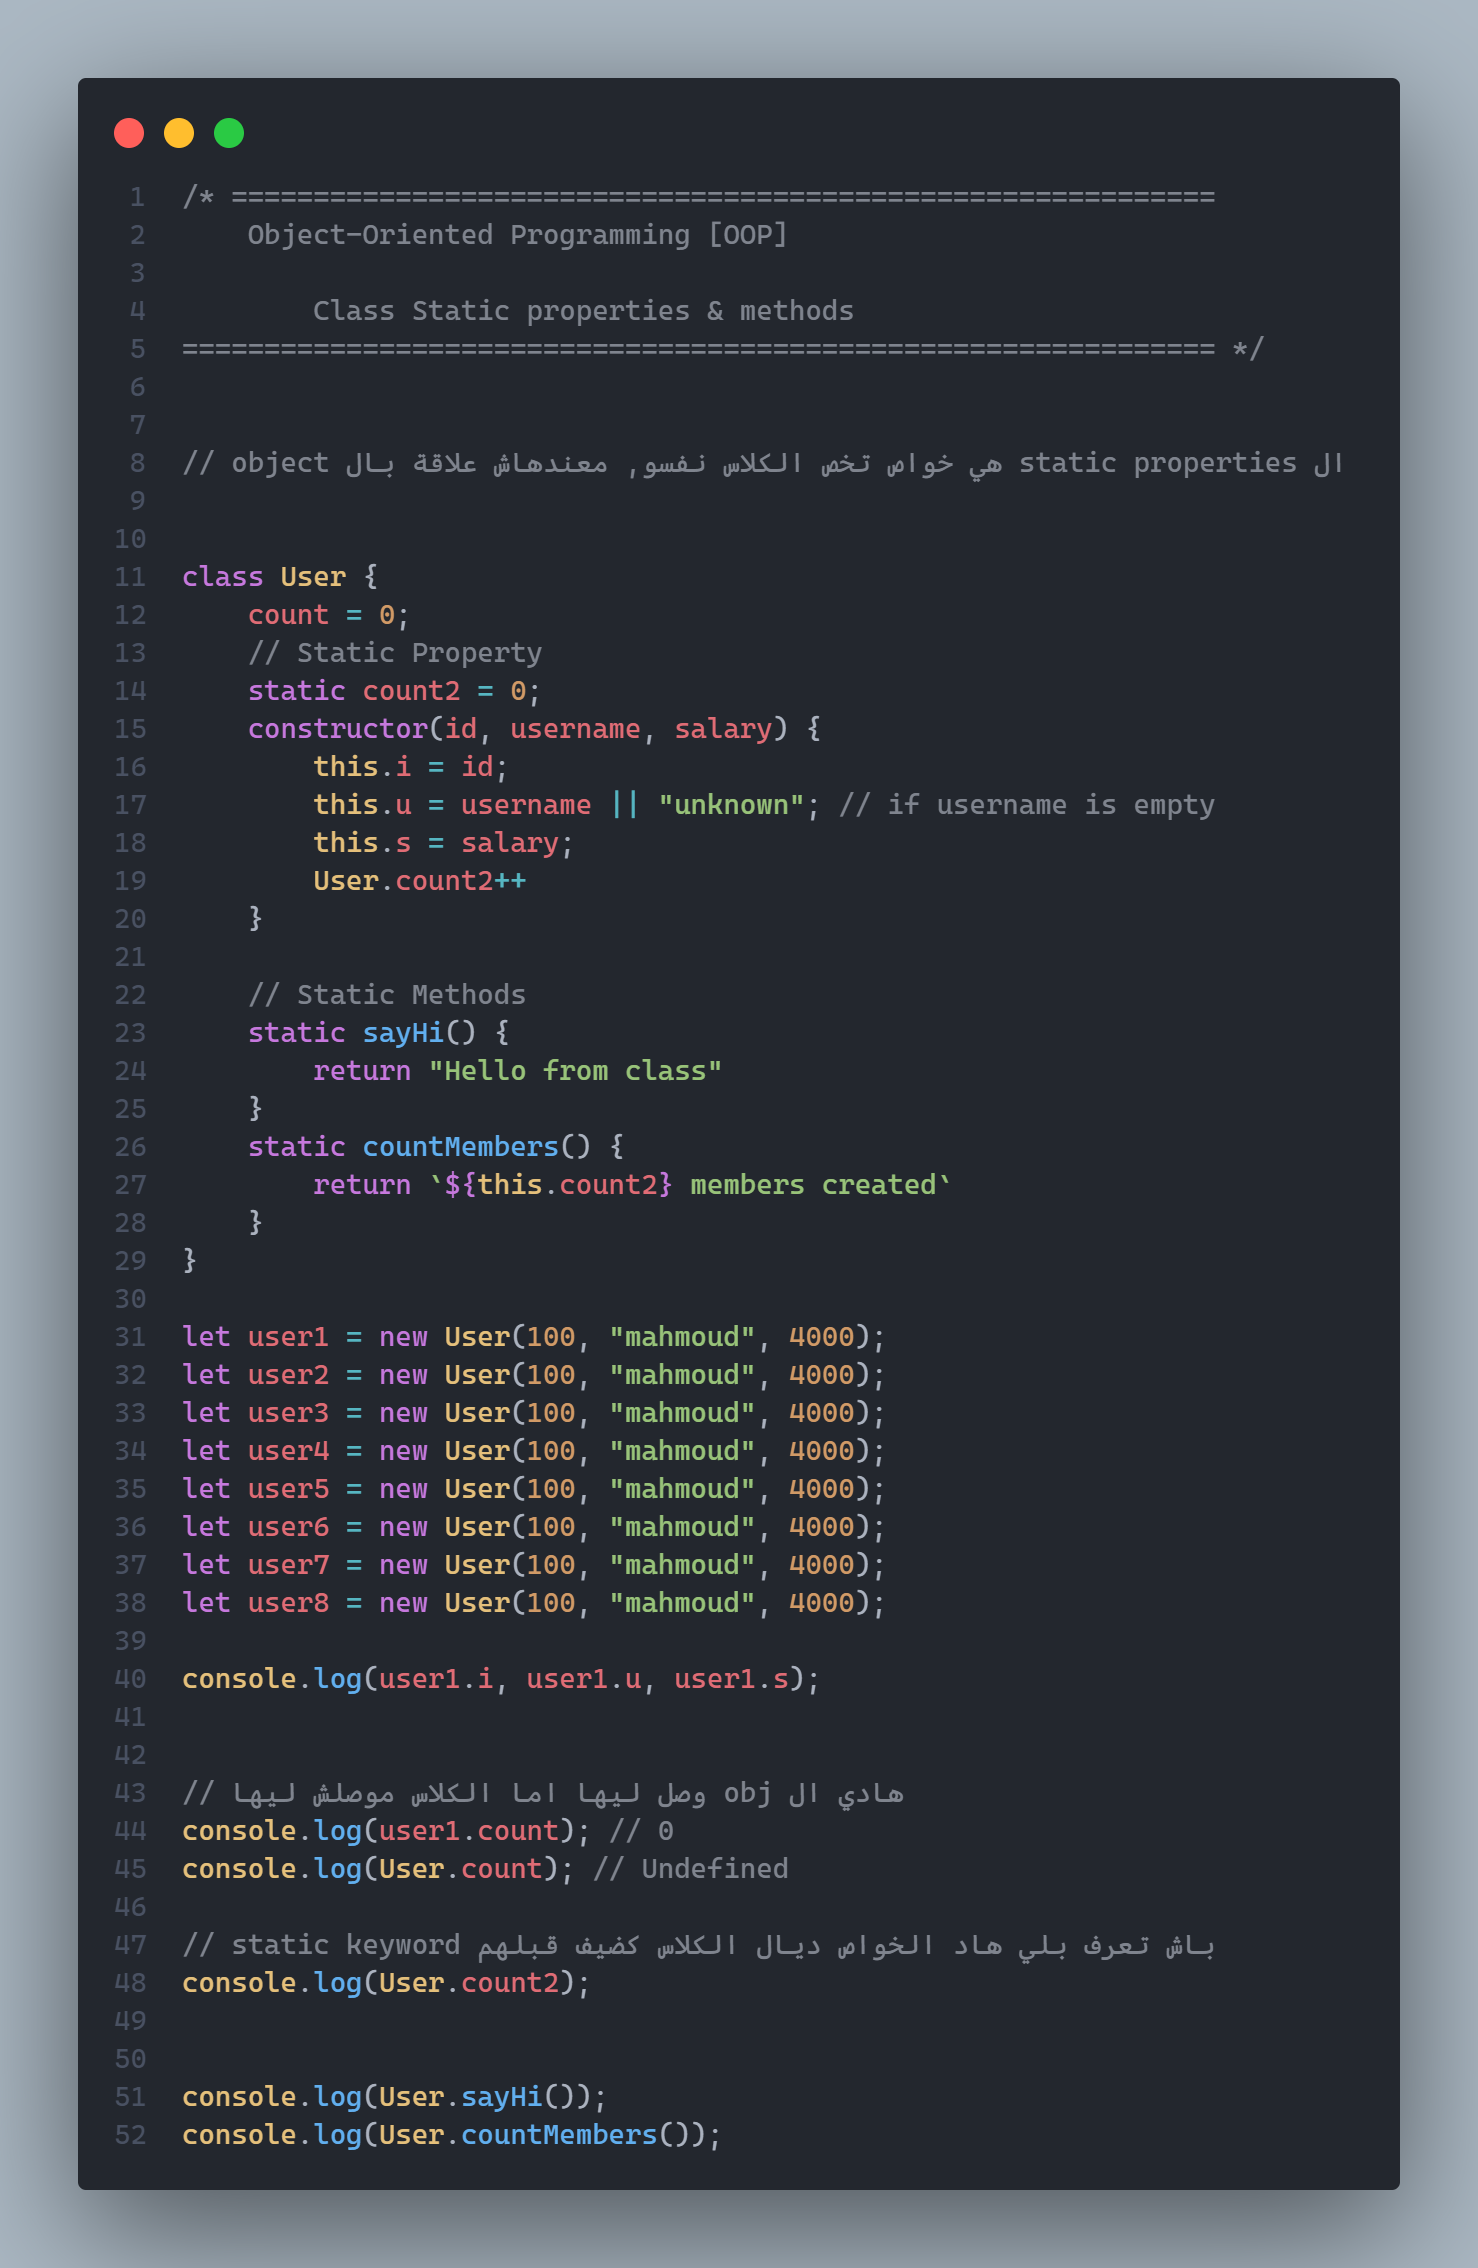 1 /* ============================================================
2     Object-Oriented Programming [OOP]
3
4         Class Static properties & methods
5 =============================================================== */
6
7
8 // ال static properties هي خواص تخص الكلاس نفسو, معندهاش علاقة بال object
9
10
11 class User {
12     count = 0;
13     // Static Property
14     static count2 = 0;
15     constructor(id, username, salary) {
16         this.i = id;
17         this.u = username || "unknown"; // if username is empty
18         this.s = salary;
19         User.count2++
20     }
21
22     // Static Methods
23     static sayHi() {
24         return "Hello from class"
25     }
26     static countMembers() {
27         return `${this.count2} members created`
28     }
29 }
30
31 let user1 = new User(100, "mahmoud", 4000);
32 let user2 = new User(100, "mahmoud", 4000);
33 let user3 = new User(100, "mahmoud", 4000);
34 let user4 = new User(100, "mahmoud", 4000);
35 let user5 = new User(100, "mahmoud", 4000);
36 let user6 = new User(100, "mahmoud", 4000);
37 let user7 = new User(100, "mahmoud", 4000);
38 let user8 = new User(100, "mahmoud", 4000);
39
40 console.log(user1.i, user1.u, user1.s);
41
42
43 // هادي ال obj وصل ليها اما الكلاس موصلش ليها
44 console.log(user1.count); // 0
45 console.log(User.count); // Undefined
46
47 // باش تعرف بلي هاد الخواص ديال الكلاس كضيف قبلهم static keyword
48 console.log(User.count2);
49
50
51 console.log(User.sayHi());
52 console.log(User.countMembers());